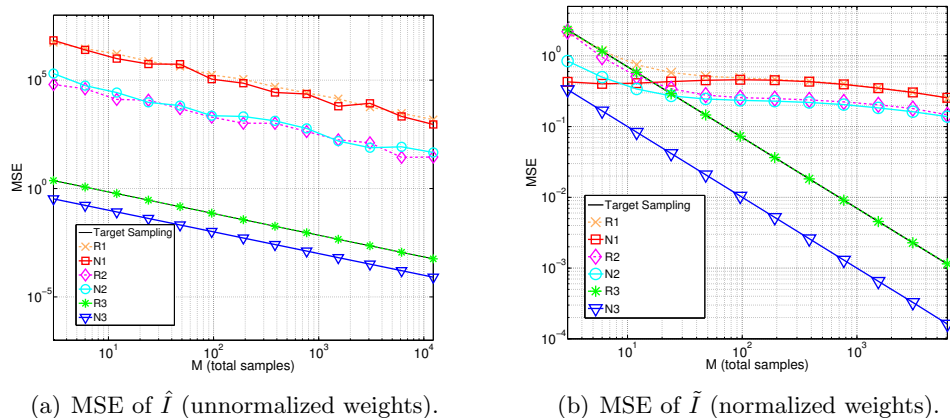 10^5
10^0
10^-5
MSE
Target Sampling
R1
N1
R2
N2
R3
N3
10^1
10^2
10^3
10^4
M (total samples)
(a) MSE of Î (unnormalized weights).
10^0
10^-1
10^-2
10^-3
10^-4
MSE
Target Sampling
R1
N1
R2
N2
R3
N3
10^1
10^2
10^3
M (total samples)
(b) MSE of Ĩ (normalized weights).